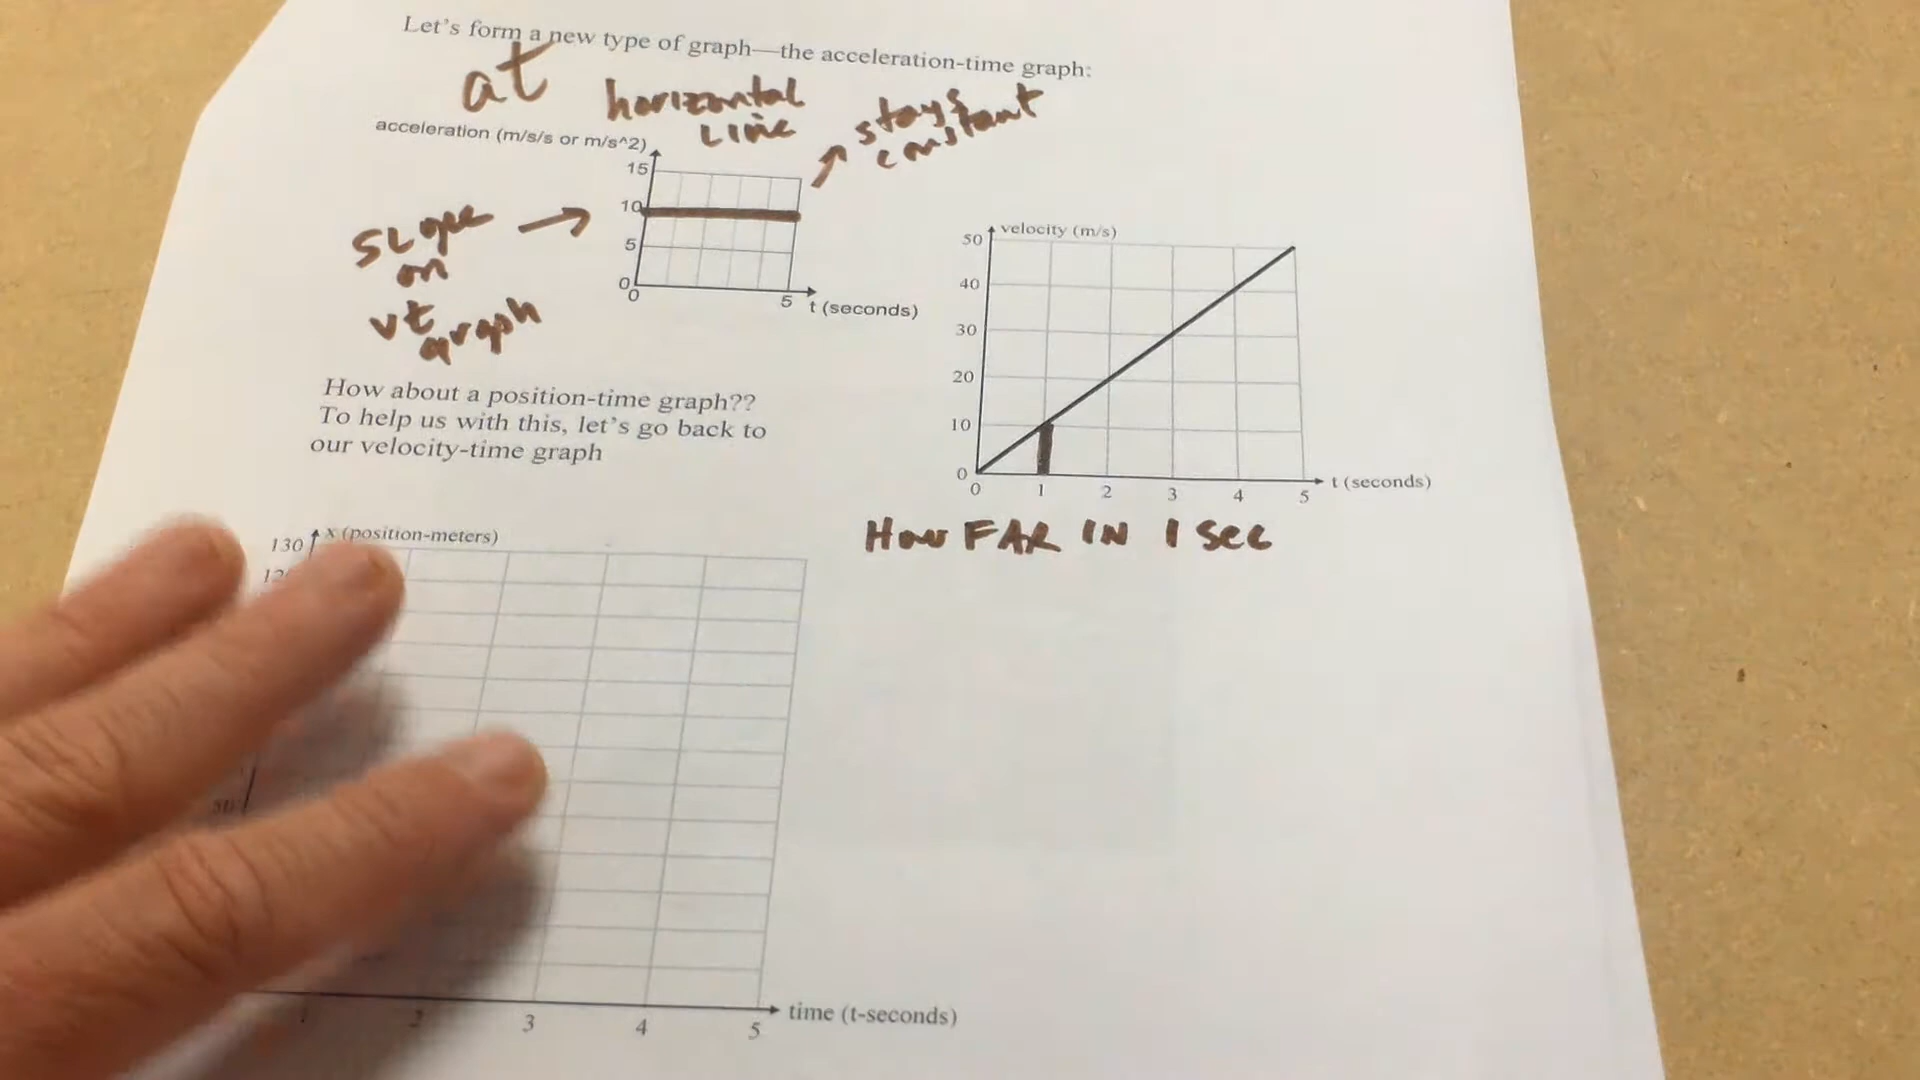 Let's form a new type of graph—the acceleration-time graph:
at
horizontal
Line
stays
constant
acceleration (m/s/s or m/s^2)
15
10
5
0
0
5
t (seconds)
Slope
on
vt
graph
velocity (m/s)
50
40
30
20
10
0
0 1 2 3 4 5
t (seconds)
How about a position-time graph??
To help us with this, let's go back to
our velocity-time graph
How FAR IN 1 Sec
x (position-meters)
130
2 3 4 5
time (t-seconds)